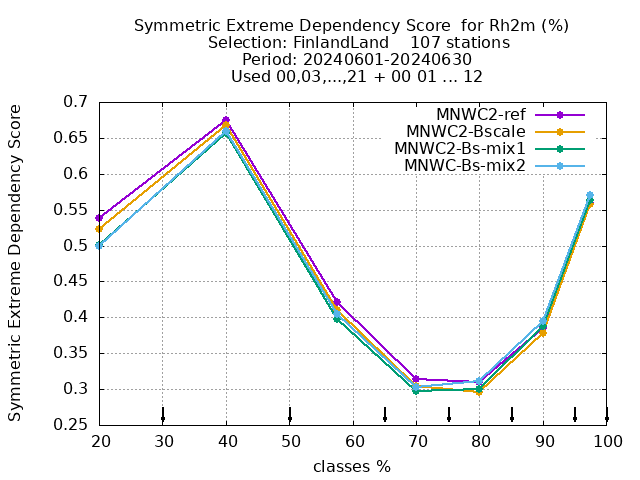 Symmetric Extreme Dependency Score  for Rh2m (%)
Selection: FinlandLand    107 stations
Period: 20240601-20240630
Used 00,03,...,21 + 00 01 ... 12
Symmetric Extreme Dependency Score
0.7
0.65
0.6
0.55
0.5
0.45
0.4
0.35
0.3
0.25
MNWC2-ref
MNWC2-Bscale
MNWC2-Bs-mix1
MNWC-Bs-mix2
20 30 40 50 60 70 80 90 100
classes %